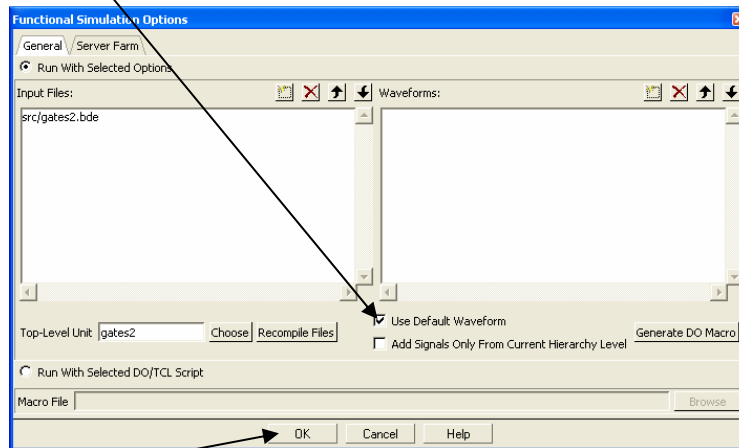 Functional Simulation Options
General Server Farm
Run With Selected Options
Input Files: Waveforms:
src/gates2.bde
Top-Level Unit gates2 Choose Recompile Files
Use Default Waveform
Add Signals Only From Current Hierarchy Level
Generate DO Macro
Run With Selected DO/TCL Script
Macro File Browse
OK Cancel Help